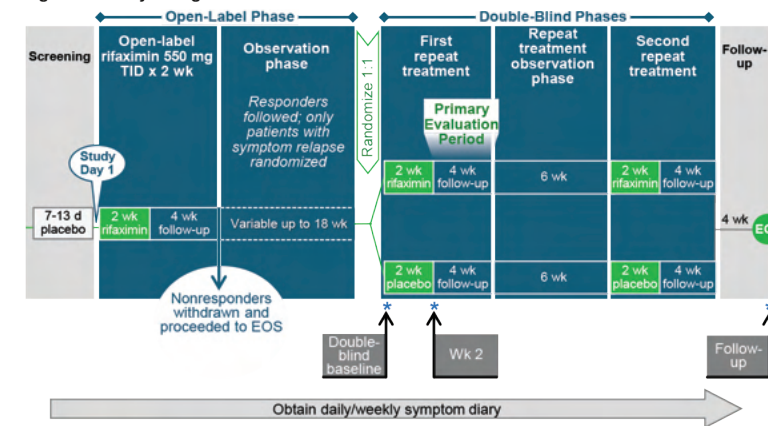 Open-Label Phase
Double-Blind Phases
Screening
Open-label
rifaximin 550 mg
TID x 2 wk
Observation
phase
Responders
followed; only
patients with
symptom relapse
randomized
Randomize 1:1
First
repeat
treatment
Repeat
treatment
observation
phase
Second
repeat
treatment
Follow-
up
Primary
Evaluation
Period
Study
Day 1
7-13 d
placebo
2 wk
rifaximin
4 wk
follow-up
Variable up to 18 wk
2 wk
rifaximin
4 wk
follow-up
6 wk
2 wk
rifaximin
4 wk
follow-up
2 wk
placebo
4 wk
follow-up
6 wk
2 wk
placebo
4 wk
follow-up
4 wk
Nonresponders
withdrawn and
proceeded to EOS
*
*
*
Double-
blind
baseline
Wk 2
Follow-
up
Obtain daily/weekly symptom diary